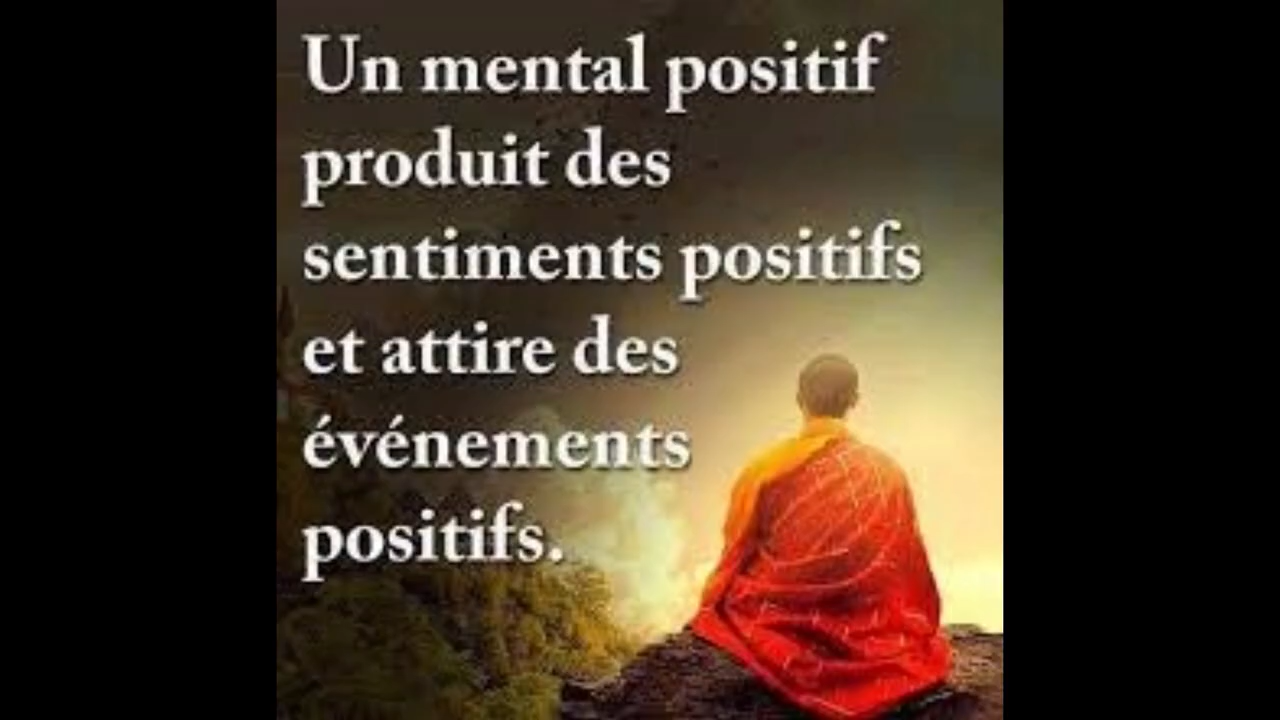 Un mental positif
produit des
sentiments positifs
et attire des
événements
positifs.